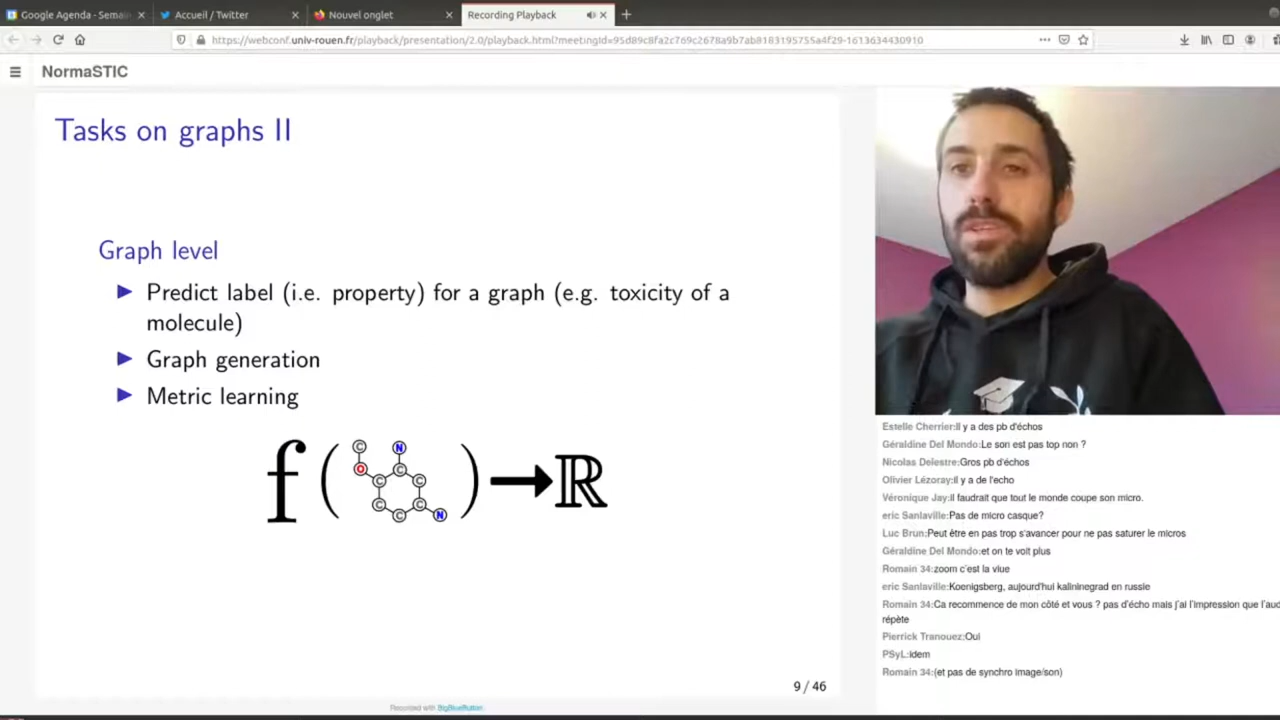 Google Agenda - Semai
Accueil / Twitter
Nouvel onglet
Recording Playback
https://webconf.univ-rouen.fr/playback/presentation/2.0/playback.html?meetingId=95d89c8fa2c769c2678a9b7ab8183195755a4f29-1613634430910
NormaSTIC
Tasks on graphs II
Graph level
Predict label (i.e. property) for a graph (e.g. toxicity of a
molecule)
Graph generation
Metric learning
f ( C O N C C C C C C N ) → ℝ
9 / 46
Recorded with BigBlueButton.
Estelle Cherrier:Il y a des pb d'échos
Géraldine Del Mondo:Le son est pas top non ?
Nicolas Delestre:Gros pb d'échos
Olivier Lézoray:il y a de l'echo
Véronique Jay:il faudrait que tout le monde coupe son micro.
eric Sanlaville:Pas de micro casque?
Luc Brun:Peut être en pas trop s'avancer pour ne pas saturer le micros
Géraldine Del Mondo:et on te voit plus
Romain 34:zoom c'est la viue
eric Sanlaville:Koenigsberg, aujourd'hui kalininegrad en russie
Romain 34:Ca recommence de mon côté et vous ? pas d'écho mais j'ai l'impression que l'aud
répète
Pierrick Tranouez:Oui
PSyL:idem
Romain 34:(et pas de synchro image/son)